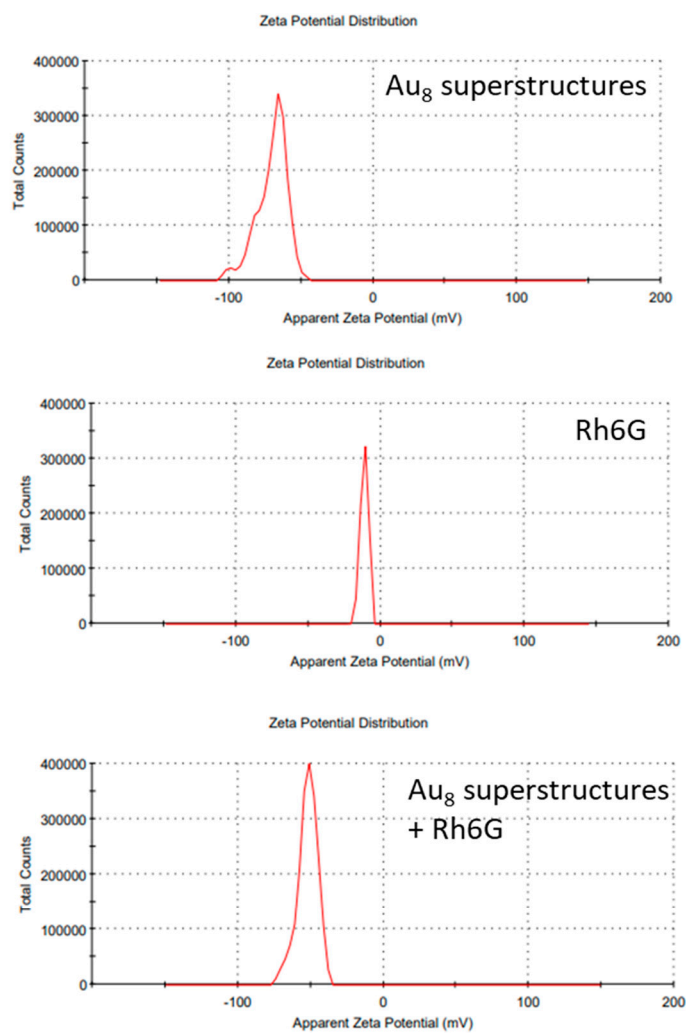 Zeta Potential Distribution
400000
Au₈ superstructures
300000
Total Counts
200000
100000
0
-100
0
100
200
Apparent Zeta Potential (mV)
Zeta Potential Distribution
400000
Rh6G
300000
Total Counts
200000
100000
0
-100
0
100
200
Apparent Zeta Potential (mV)
Zeta Potential Distribution
400000
Au₈ superstructures
+ Rh6G
300000
Total Counts
200000
100000
0
-100
0
100
200
Apparent Zeta Potential (mV)